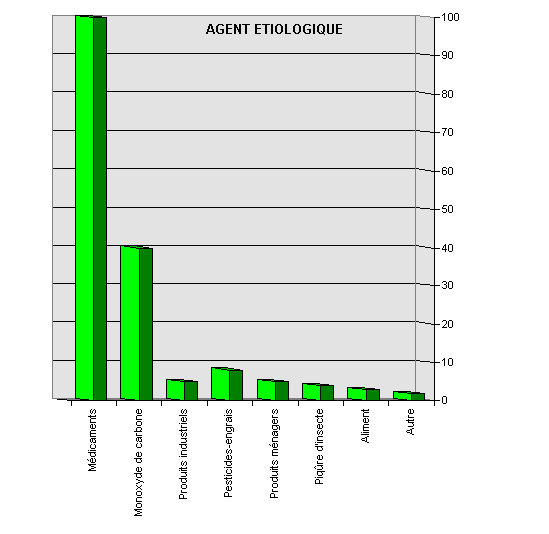 AGENT ETIOLOGIQUE
100
90
80
70
60
50
40
30
20
10
0
Médicaments
Monoxyde de carbone
Produits industriels
Pesticides-engrais
Produits ménagers
Piqûre d'insecte
Aliment
Autre